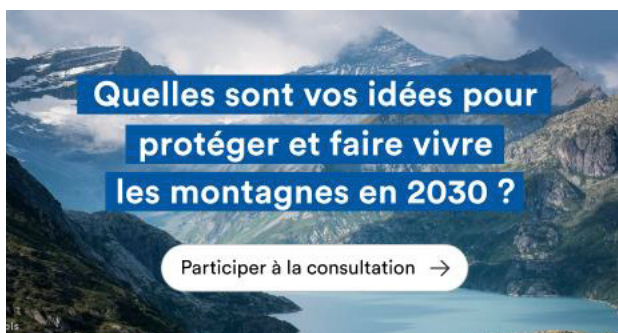 Quelles sont vos idées pour
protéger et faire vivre
les montagnes en 2030 ?
Participer à la consultation →